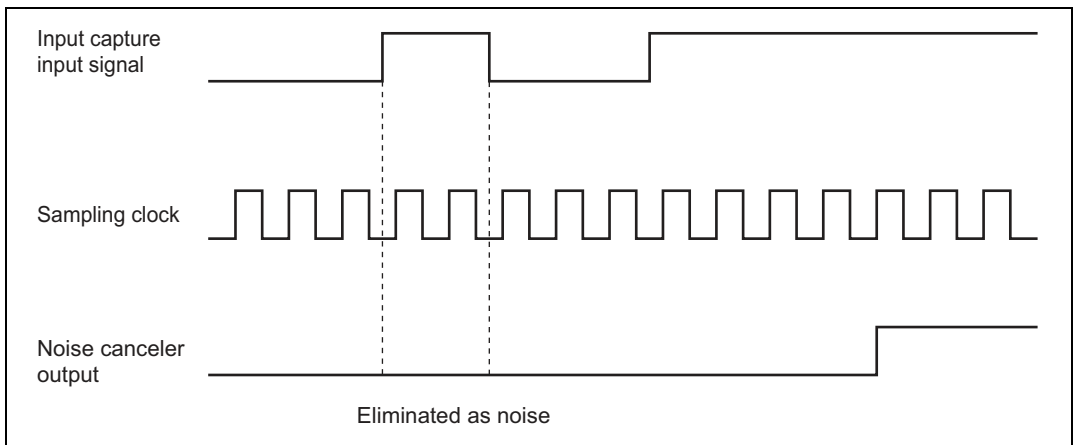 Input capture
input signal
Sampling clock
Noise canceler
output
Eliminated as noise